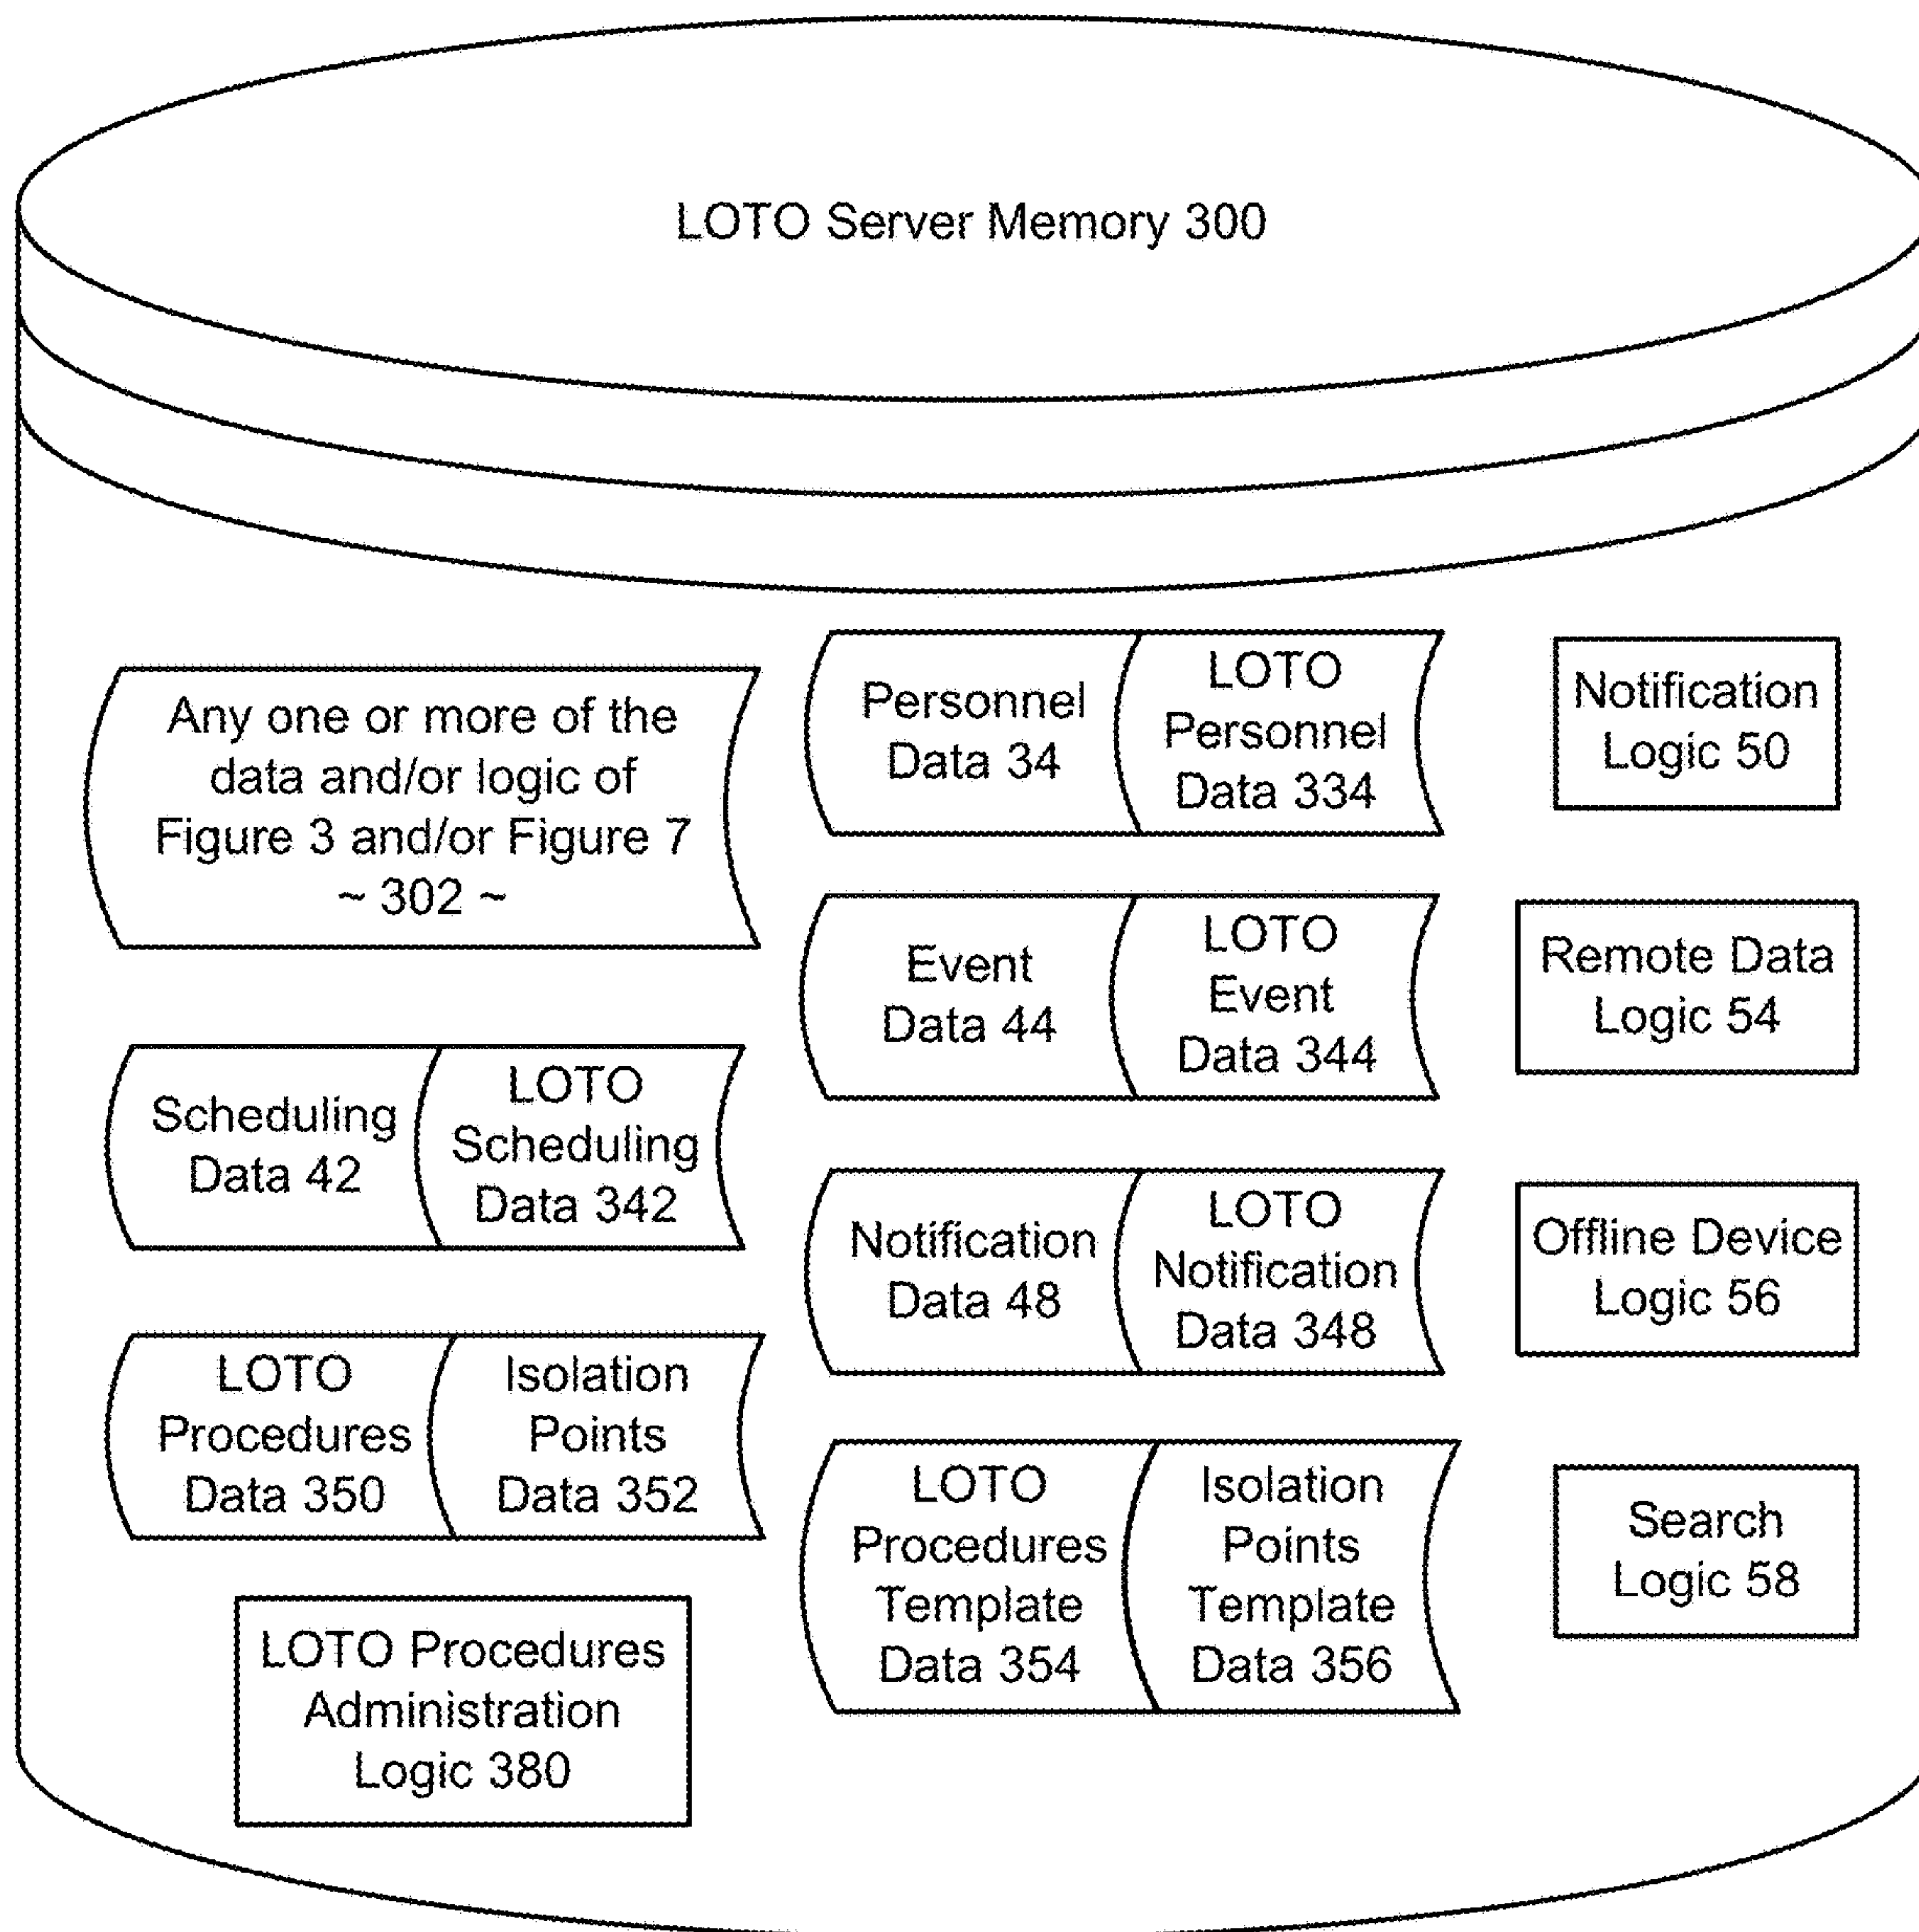 LOTO Server Memory 300
Any one or more of the
data and/or logic of
Figure 3 and/or Figure 7
~ 302 ~
Scheduling
Data 42
LOTO
Scheduling
Data 342
LOTO
Procedures
Data 350
Isolation
Points
Data 352
LOTO Procedures
Administration
Logic 380
Personnel
Data 34
LOTO
Personnel
Data 334
Event
Data 44
LOTO
Event
Data 344
Notification
Data 48
LOTO
Notification
Data 348
LOTO
Procedures
Template
Data 354
Isolation
Points
Template
Data 356
Notification
Logic 50
Remote Data
Logic 54
Offline Device
Logic 56
Search
Logic 58